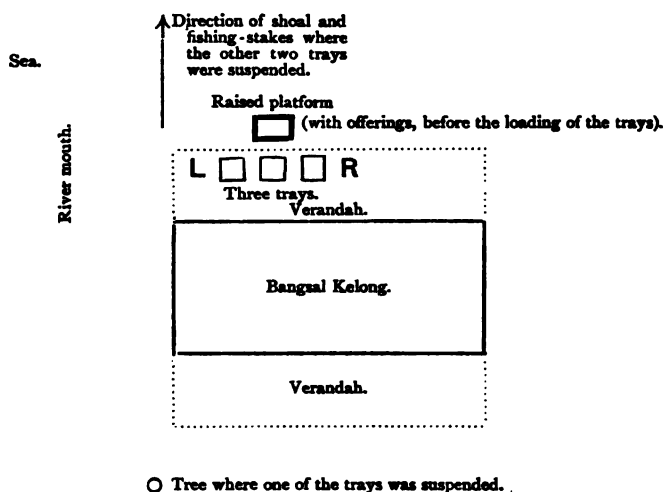 Direction of shoal and
fishing-stakes where
the other two trays
were suspended.
Sea.
Raised platform
(with offerings, before the loading of the trays).
River mouth.
L R
Three trays.
Verandah.
Bangsal Kelong.
Verandah.
Tree where one of the trays was suspended.